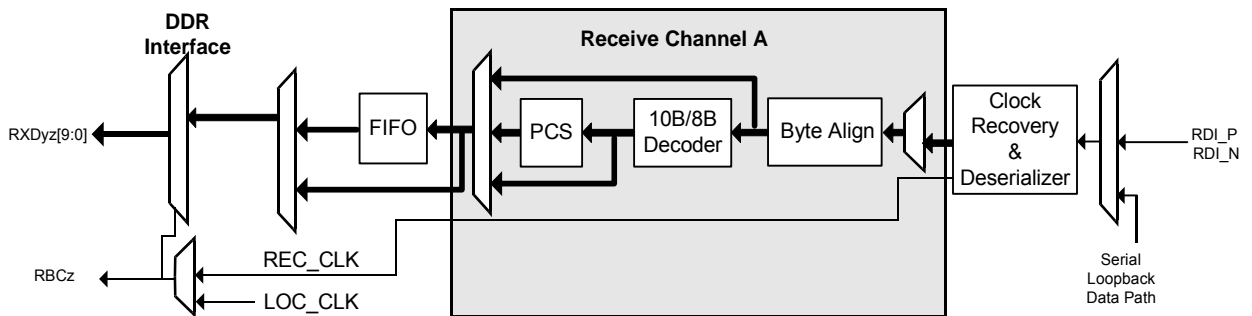 DDR
Interface
Receive Channel A
RXDyz[9:0]
FIFO
PCS
10B/8B
Decoder
Byte Align
Clock
Recovery
&
Deserializer
RDI_P
RDI_N
REC_CLK
RBCz
LOC_CLK
Serial
Loopback
Data Path